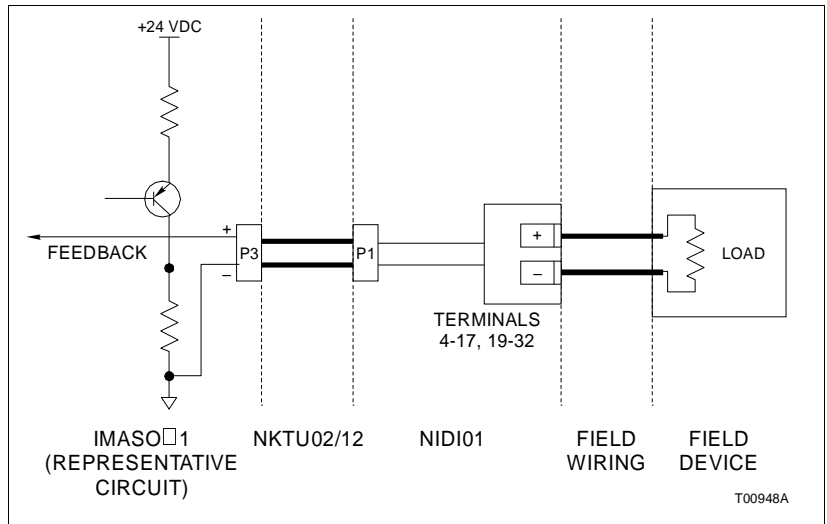 +24 VDC
FEEDBACK
+
–
P3
P1
+
–
LOAD
TERMINALS
4-17, 19-32
IMASO□1
(REPRESENTATIVE
CIRCUIT)
NKTU02/12
NIDI01
FIELD
WIRING
FIELD
DEVICE
T00948A